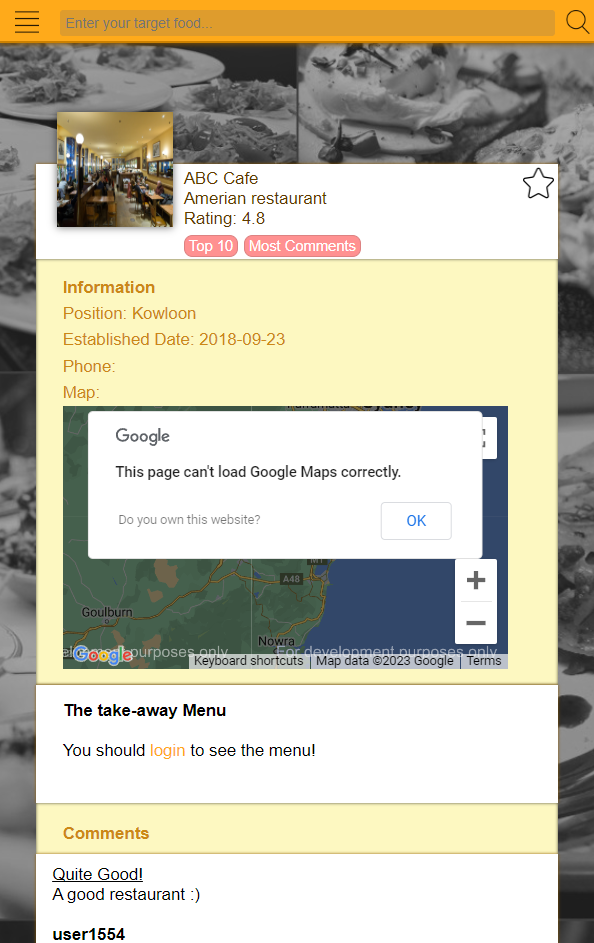 Enter your target food...
ABC Cafe
Amerian restaurant
Rating: 4.8
Top 10 Most Comments
Information
Position: Kowloon
Established Date: 2018-09-23
Phone:
Map:
Sydney
Google
This page can't load Google Maps correctly.
Do you own this website? OK
M1
A48
Goulburn
Nowra
Google purposes only For development purposes only
Keyboard shortcuts Map data ©2023 Google Terms
The take-away Menu
You should login to see the menu!
Comments
Quite Good!
A good restaurant :)
user1554